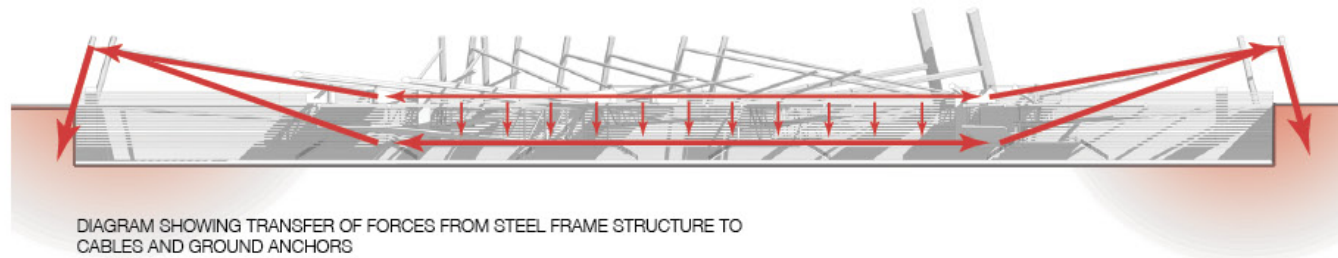 DIAGRAM SHOWING TRANSFER OF FORCES FROM STEEL FRAME STRUCTURE TO
CABLES AND GROUND ANCHORS